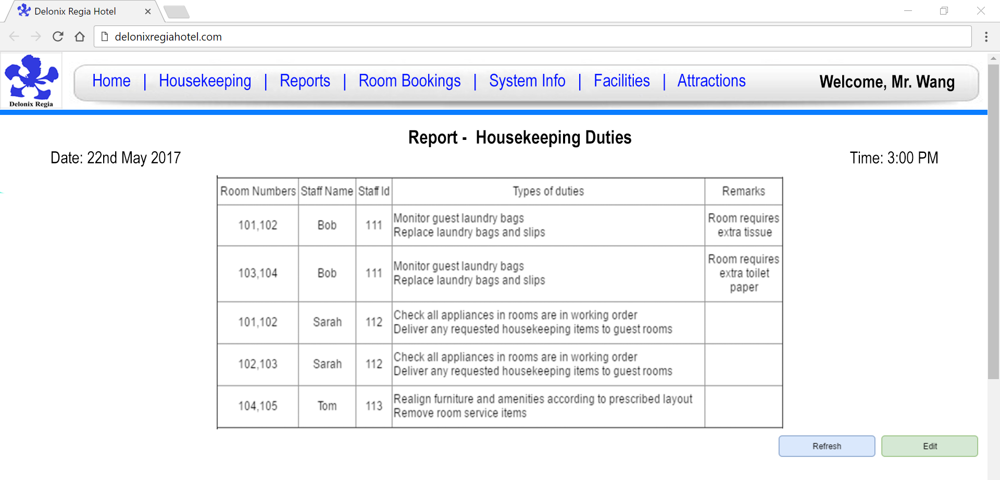 Delonix Regia Hotel
delonixregiahotel.com
Delonix Regia
Home | Housekeeping | Reports | Room Bookings | System Info | Facilities | Attractions
Welcome, Mr. Wang
Report - Housekeeping Duties
Date: 22nd May 2017
Time: 3:00 PM
Room Numbers Staff Name Staff Id Types of duties Remarks
101,102 Bob 111
Monitor guest laundry bags
Replace laundry bags and slips
Room requires
extra tissue
103,104 Bob 111
Monitor guest laundry bags
Replace laundry bags and slips
Room requires
extra toilet
paper
101,102 Sarah 112
Check all appliances in rooms are in working order
Deliver any requested housekeeping items to guest rooms
102,103 Sarah 112
Check all appliances in rooms are in working order
Deliver any requested housekeeping items to guest rooms
104,105 Tom 113
Realign furniture and amenities according to prescribed layout
Remove room service items
Refresh
Edit